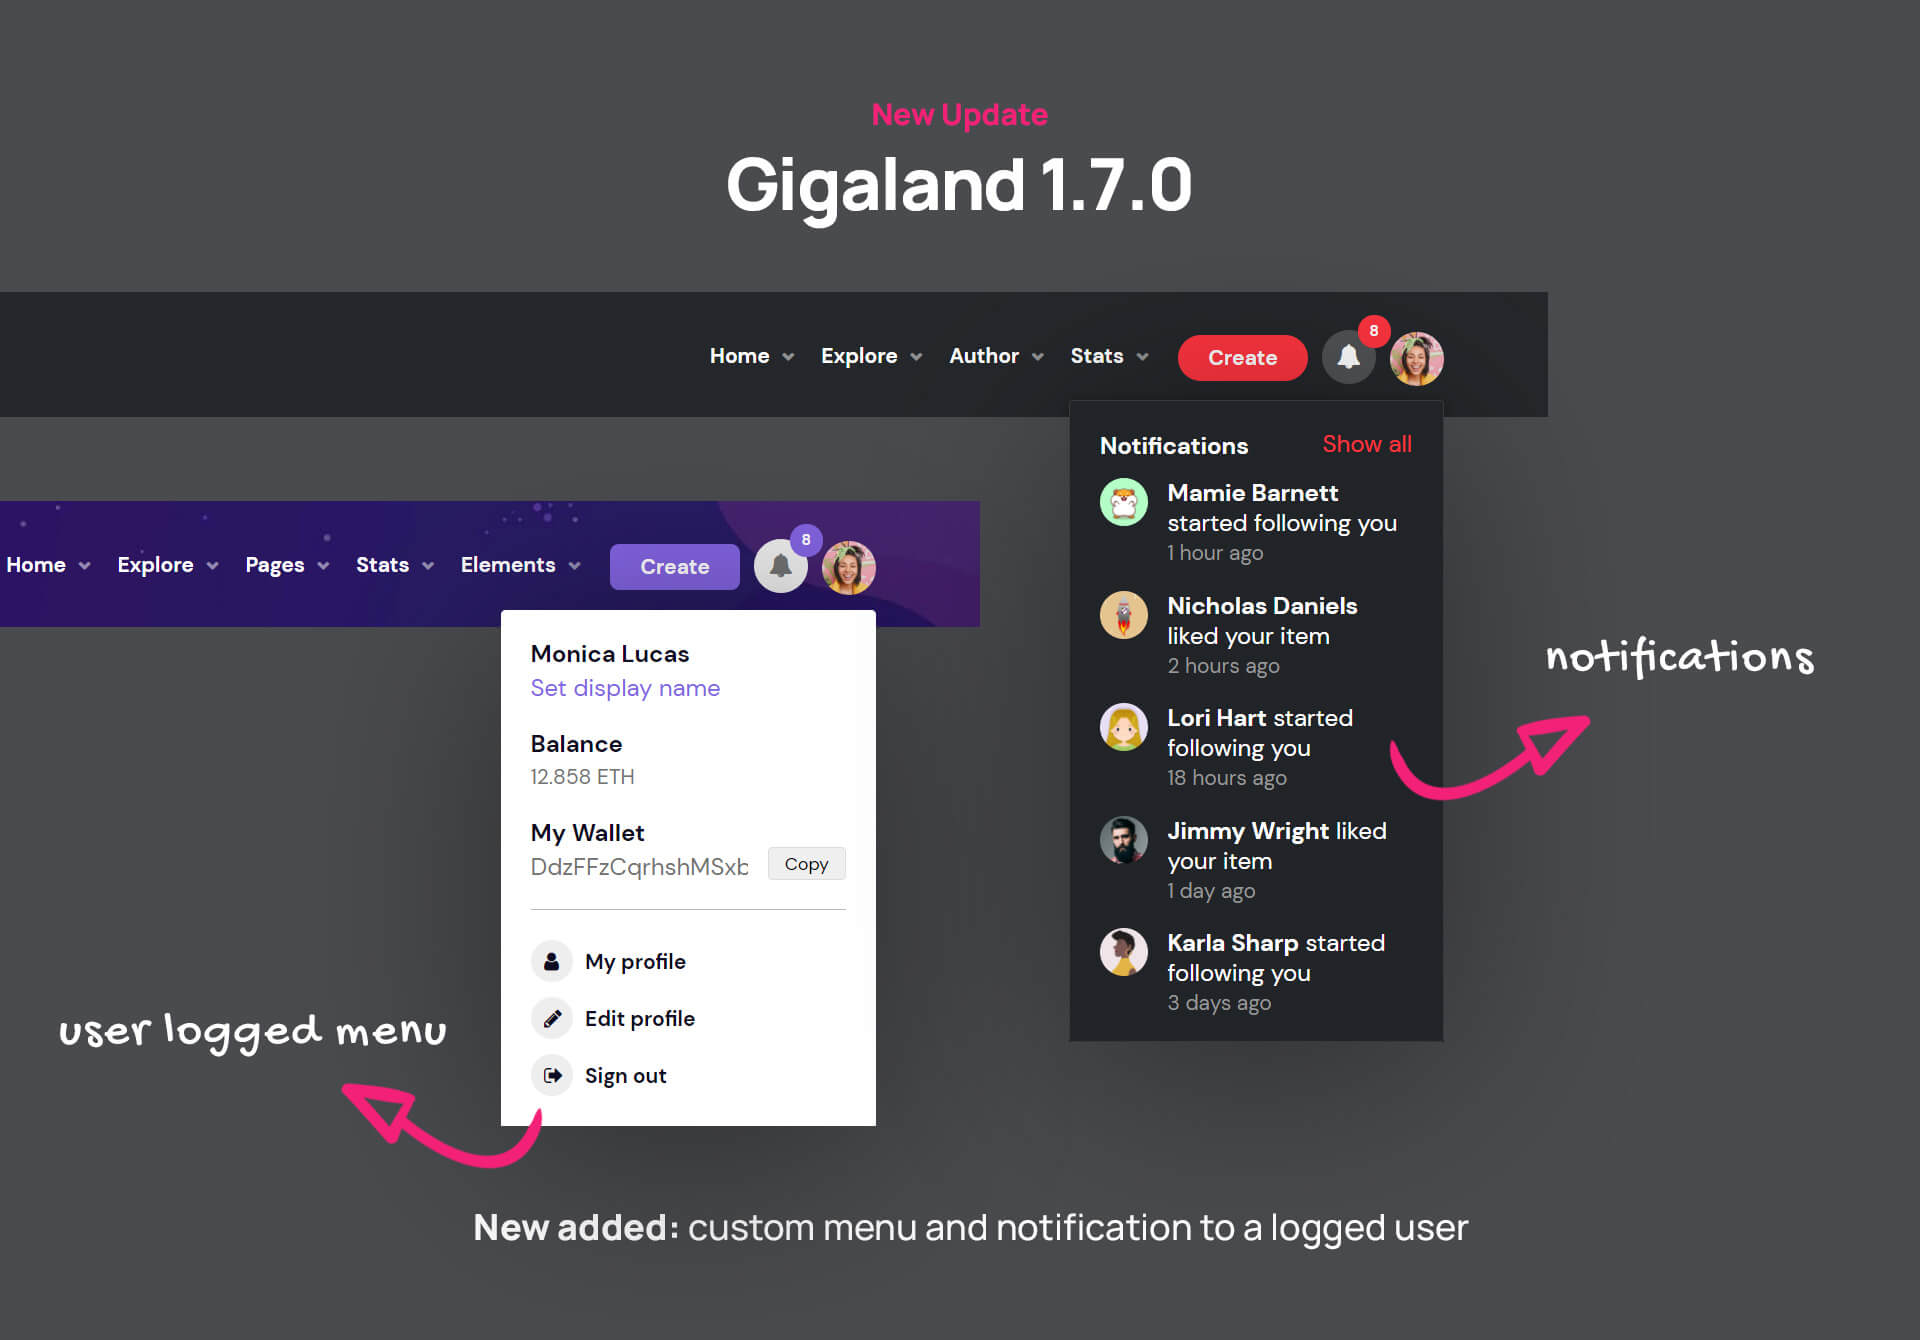 New Update
Gigaland 1.7.0
Home Explore Author Stats Create 8
Notifications Show all
Mamie Barnett
started following you
1 hour ago
Nicholas Daniels
liked your item
2 hours ago
Lori Hart started
following you
18 hours ago
Jimmy Wright liked
your item
1 day ago
Karla Sharp started
following you
3 days ago
notifications
Home Explore Pages Stats Elements Create 8
Monica Lucas
Set display name
Balance
12.858 ETH
My Wallet
DdzFFzCqrhshMSxb Copy
My profile
Edit profile
Sign out
user logged menu
New added: custom menu and notification to a logged user